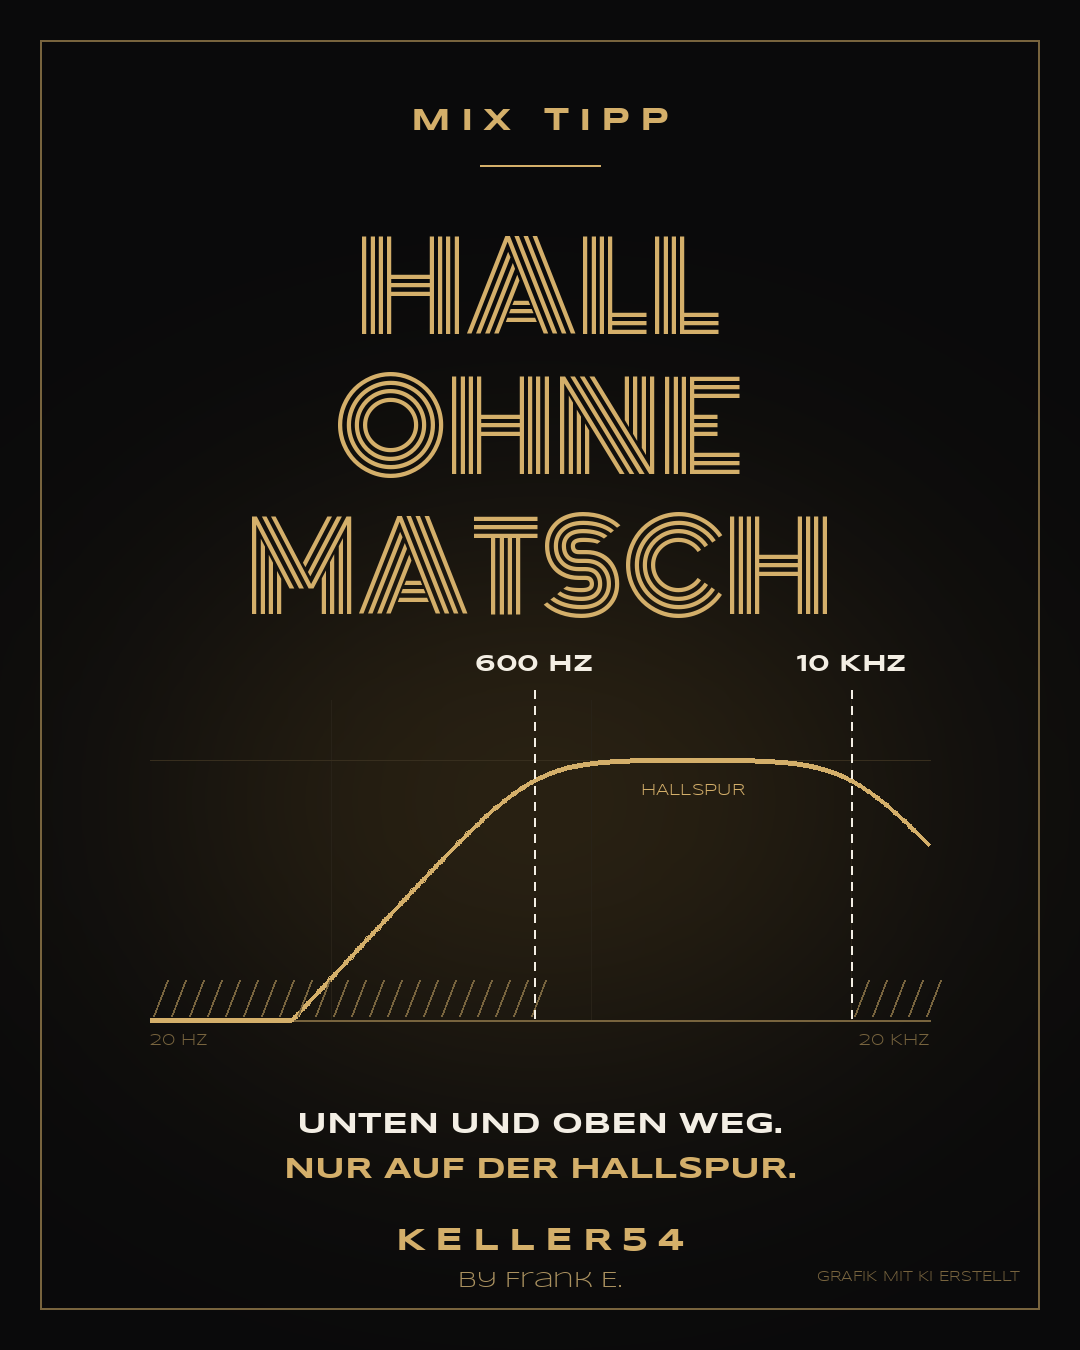 MIX TIPP
HALL
OHNE
MATSCH
600 HZ 10 KHZ
HALLSPUR
20 HZ 20 KHZ
UNTEN UND OBEN WEG.
NUR AUF DER HALLSPUR.
KELLER54
BY Frank E.
GRAFIK MIT KI ERSTELLT